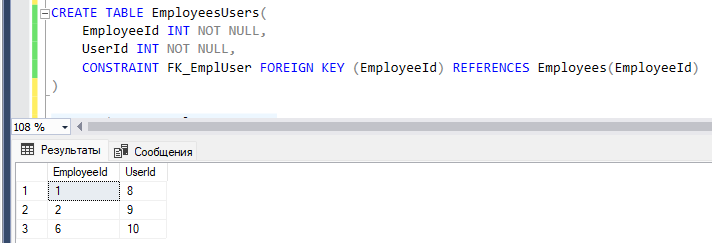 CREATE TABLE EmployeesUsers(
EmployeeId INT NOT NULL,
UserId INT NOT NULL,
CONSTRAINT FK_EmplUser FOREIGN KEY (EmployeeId) REFERENCES Employees(EmployeeId)
)
108 %
Результаты Сообщения
EmployeeId UserId
1 1 8
2 2 9
3 6 10